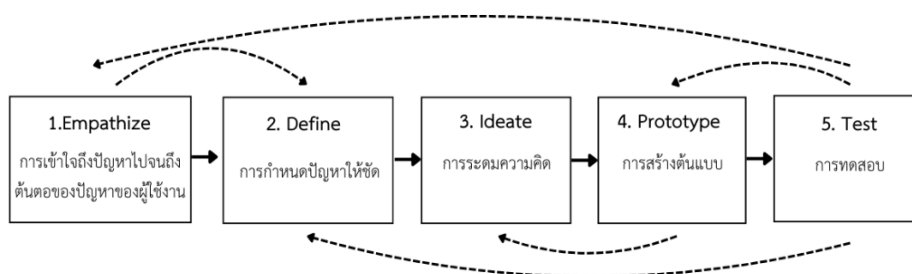 1.Empathize
การเข้าใจถึงปัญหาไปจนถึง
ต้นตอของปัญหาของผู้ใช้งาน
2. Define
การกำหนดปัญหาให้ชัด
3. Ideate
การระดมความคิด
4. Prototype
การสร้างต้นแบบ
5. Test
การทดสอบ